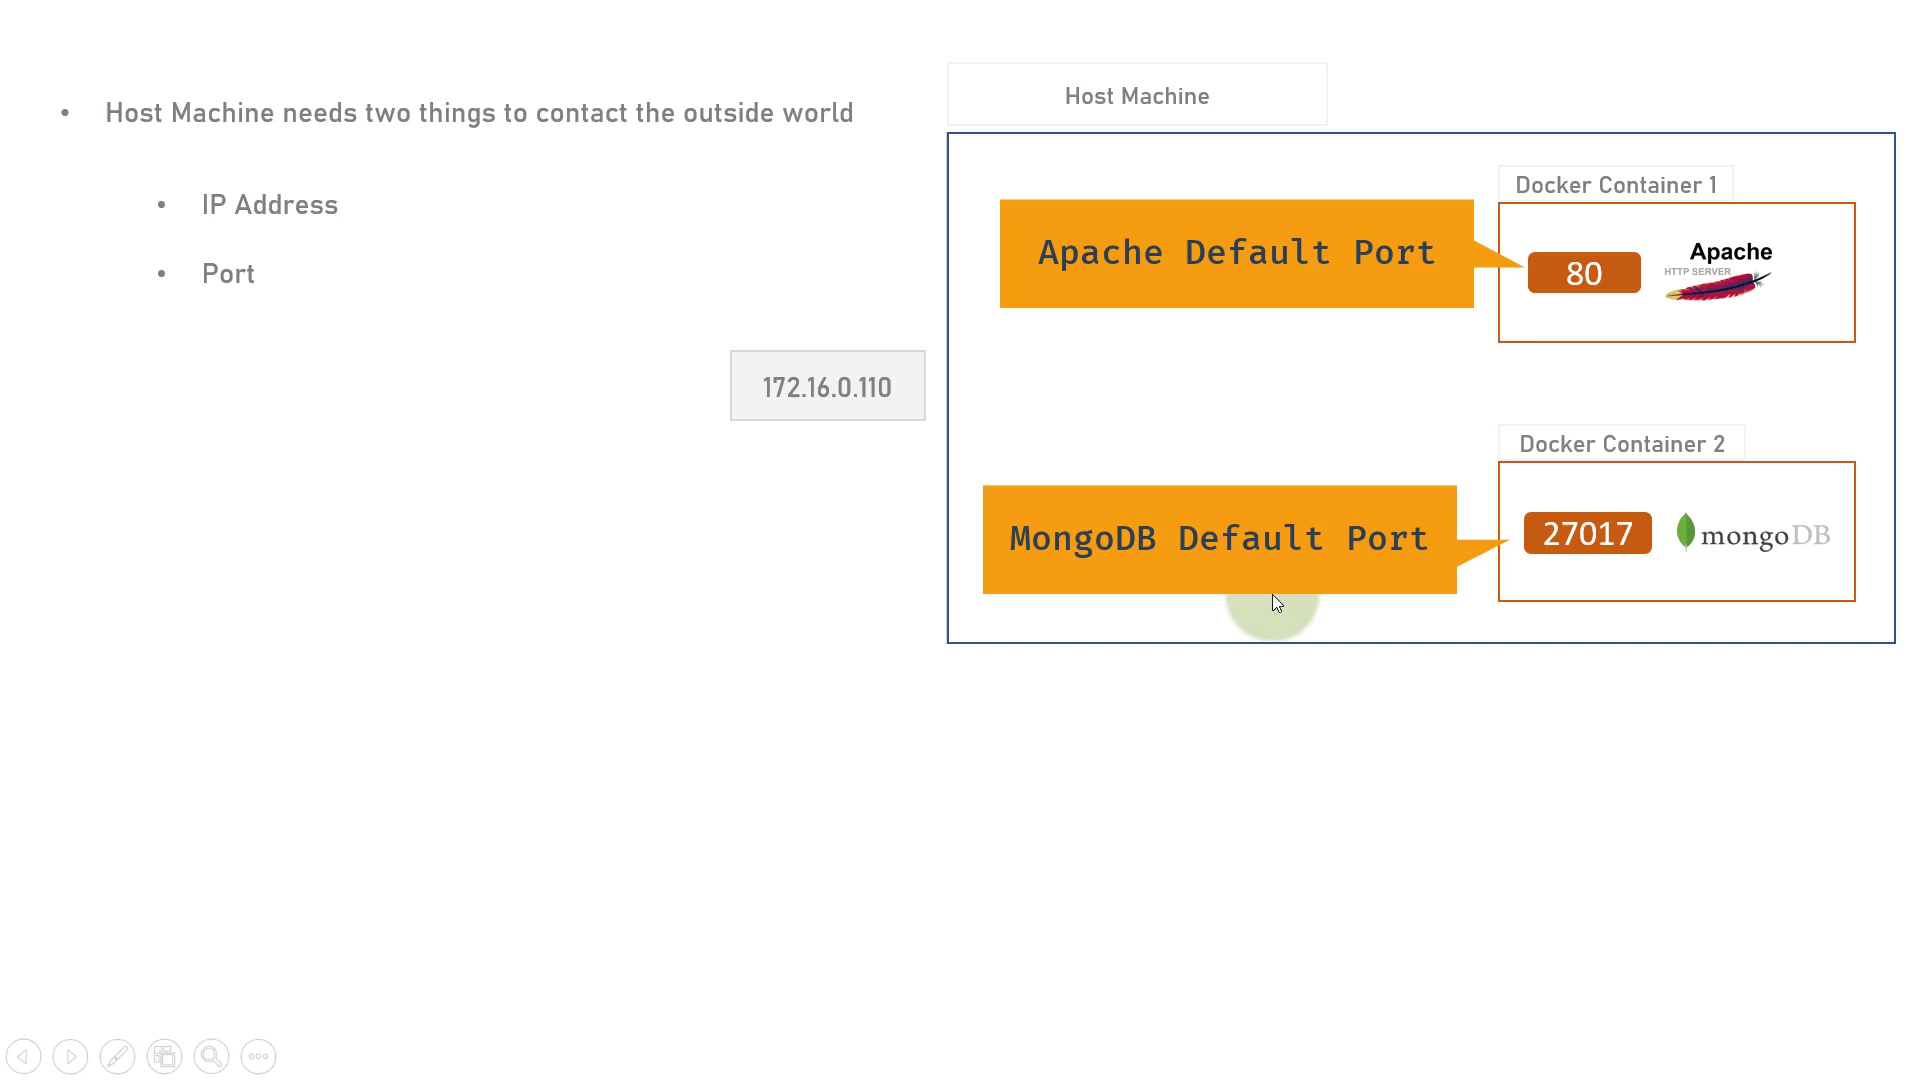 • Host Machine needs two things to contact the outside world
• IP Address
• Port
172.16.0.110
Host Machine
Docker Container 1
Apache Default Port
80
Apache
HTTP SERVER
Docker Container 2
MongoDB Default Port
27017
mongoDB